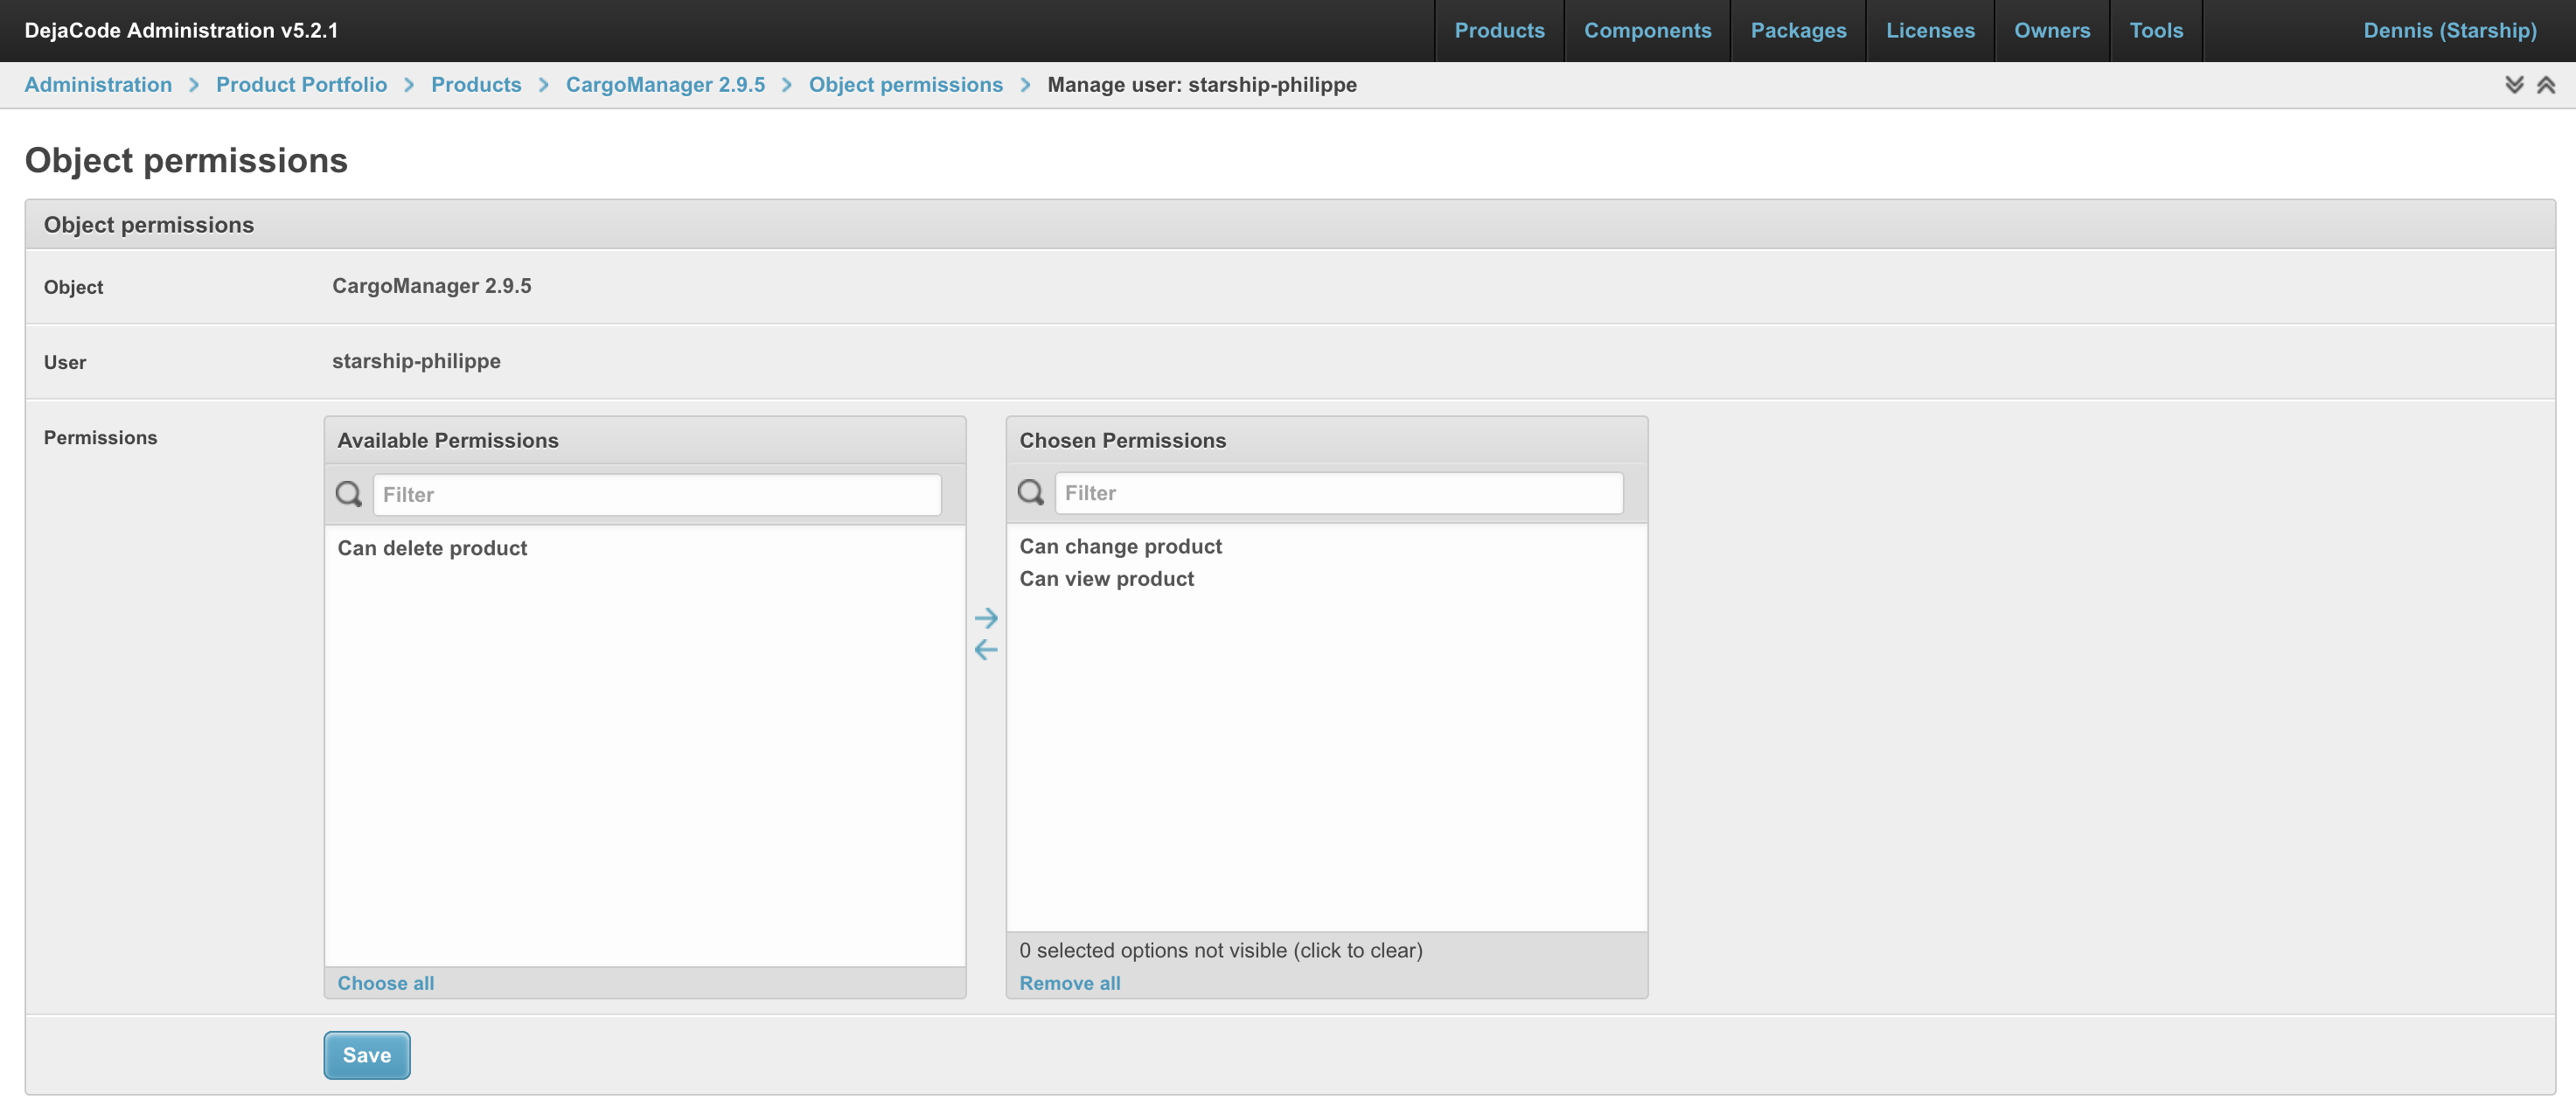 DejaCode Administration v5.2.1
Products Components Packages Licenses Owners Tools Dennis (Starship)
Administration Product Portfolio Products CargoManager 2.9.5 Object permissions Manage user: starship-philippe
Object permissions
Object permissions
Object CargoManager 2.9.5
User starship-philippe
Permissions
Available Permissions
Filter
Can delete product
Choose all
Chosen Permissions
Filter
Can change product
Can view product
0 selected options not visible (click to clear)
Remove all
Save